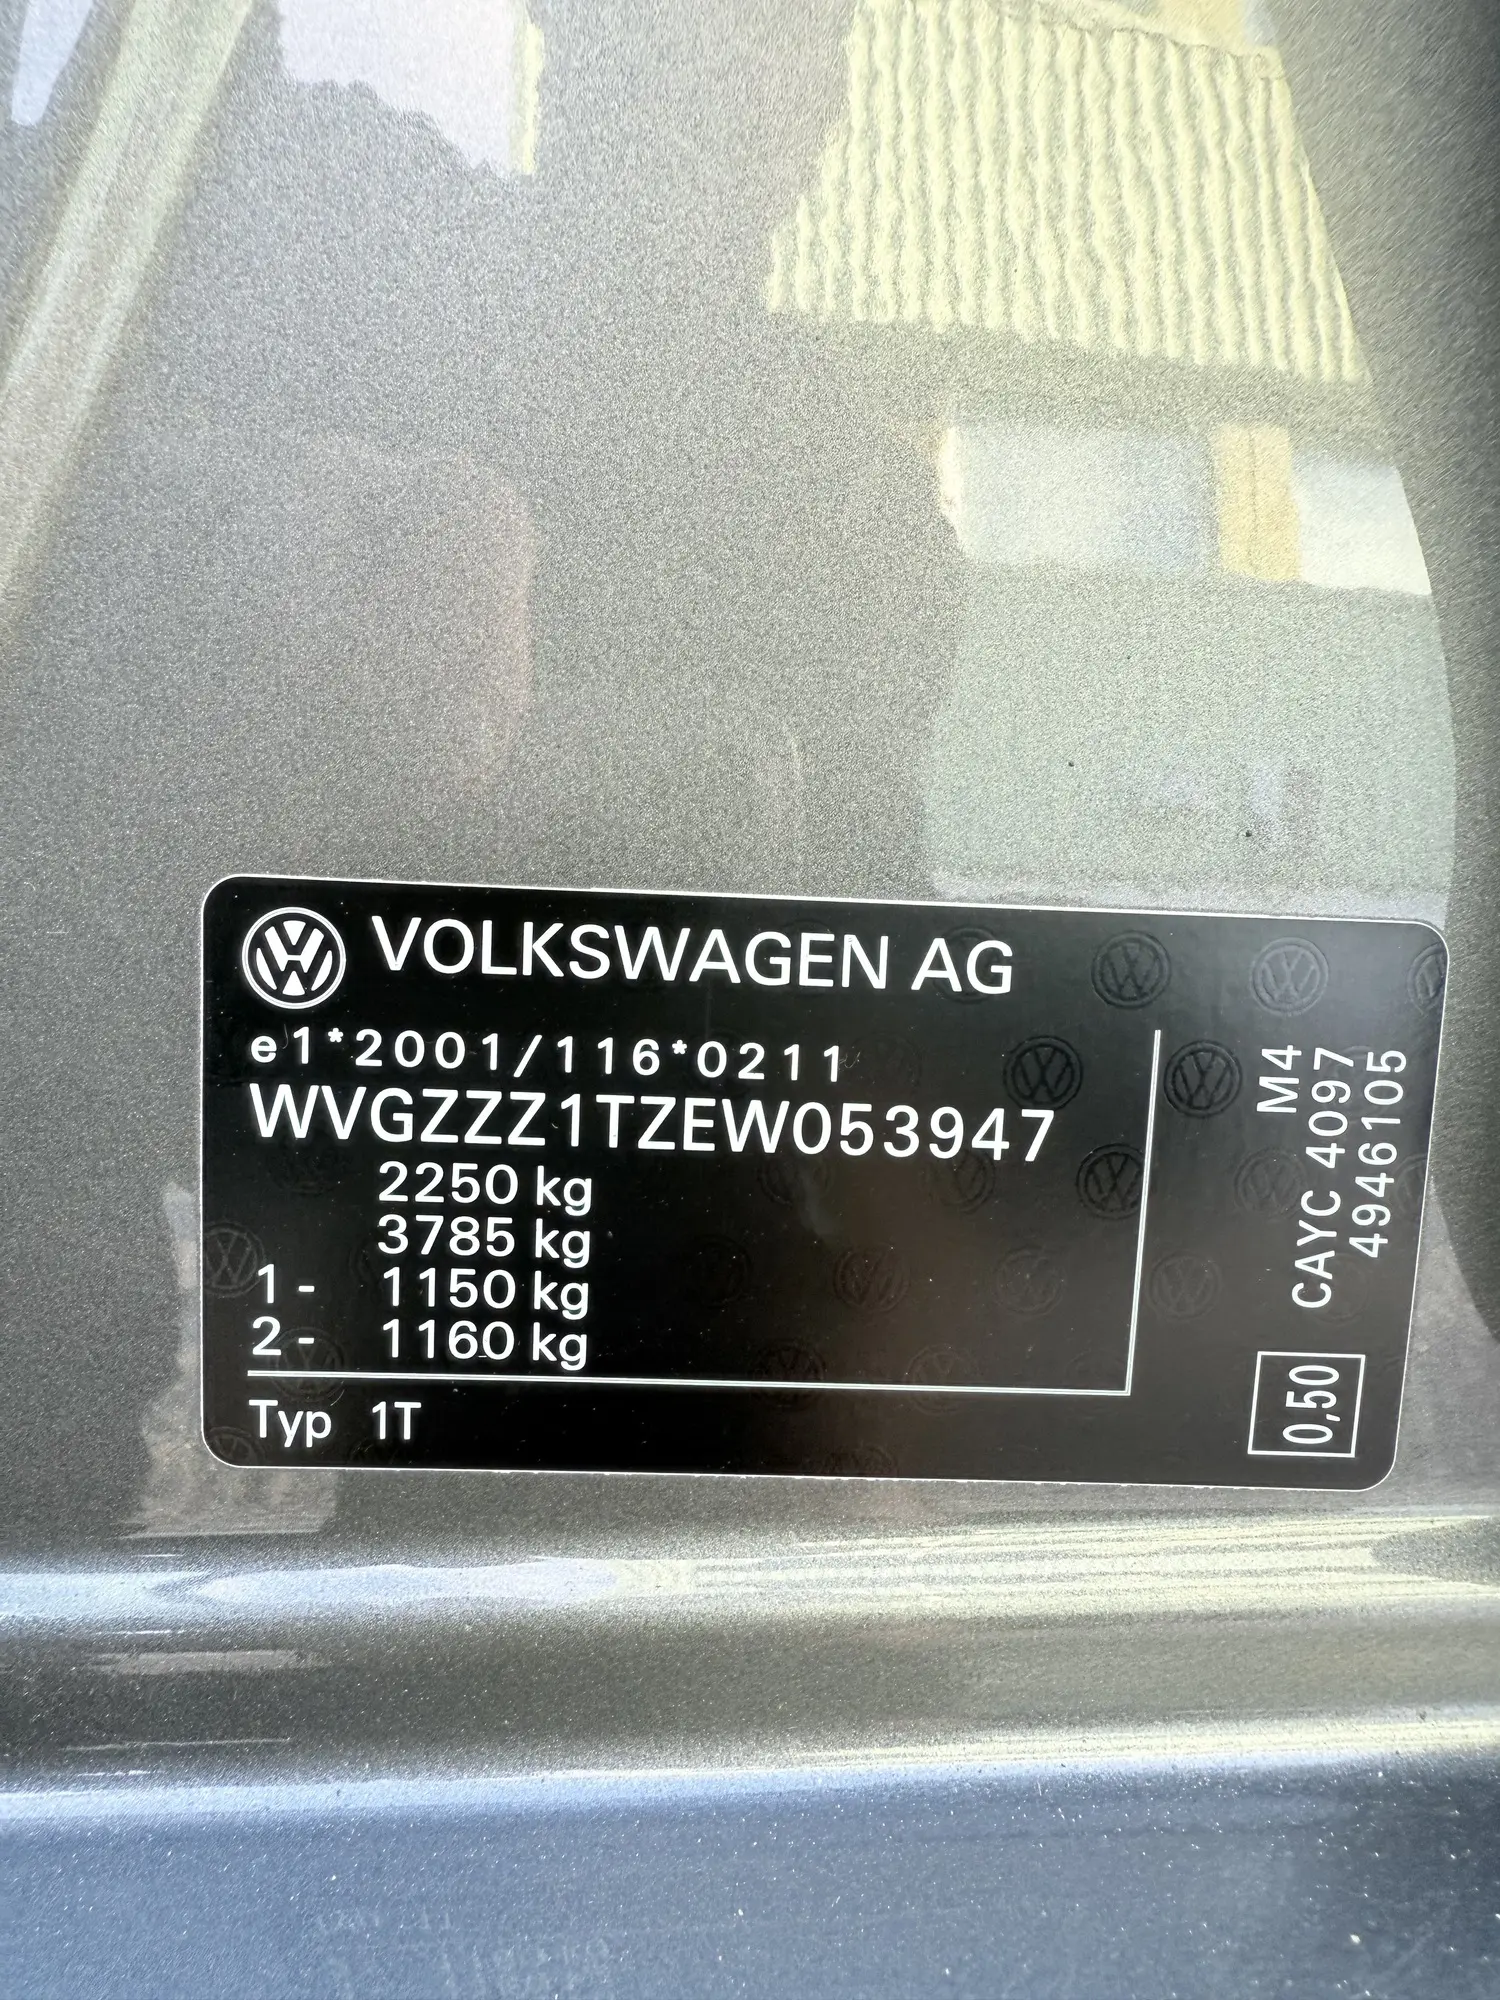 VOLKSWAGEN AG
e1*2001/116*0211
WVGZZZ1TZEW053947
2250 kg
3785 kg
1 - 1150 kg
2 - 1160 kg
Typ 1T
M4
CAYC 4097
4946105
0,50